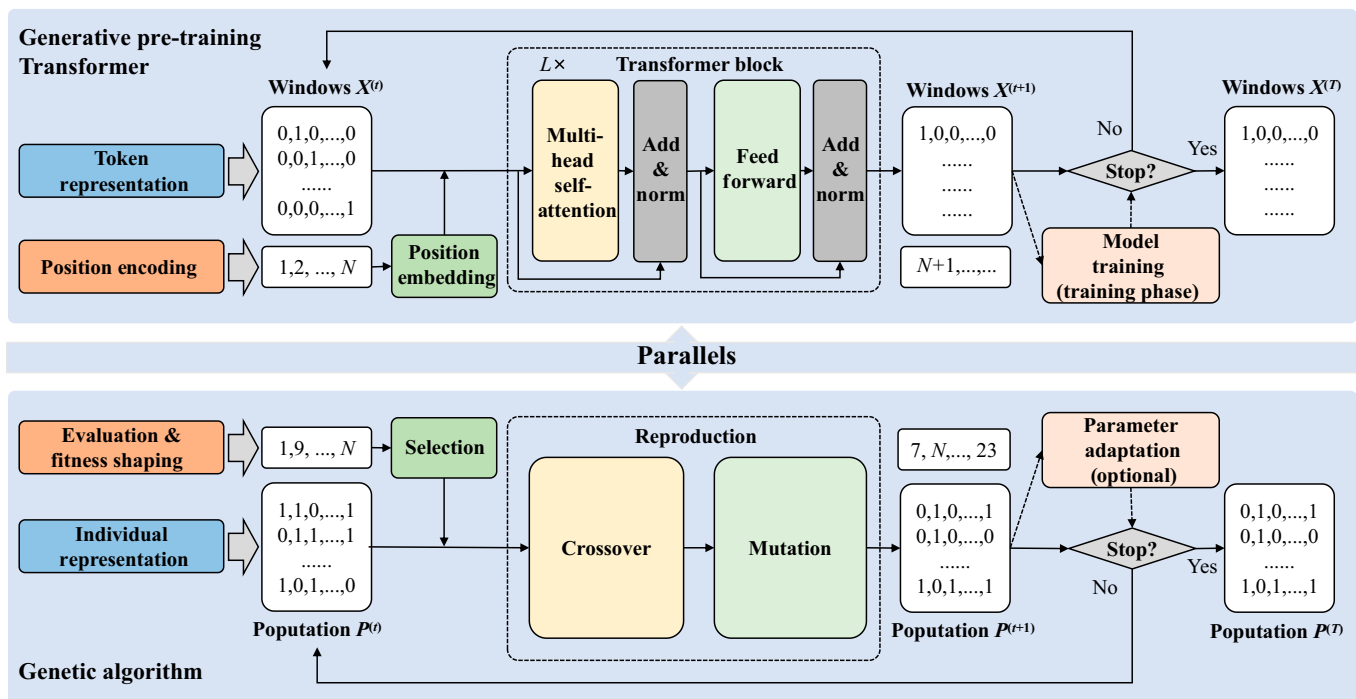 Generative pre-training
Transformer
Windows X(t)
0,1,0,...,0
0,0,1,...,0
......
0,0,0,...,1
Token
representation
Position encoding
1,2, ..., N
Position
embedding
L×
Transformer block
Multi-
head
self-
attention
Add
&
norm
Feed
forward
Add
&
norm
Windows X(t+1)
1,0,0,...,0
......
......
......
N+1,...,...
No
Stop?
Yes
Model
training
(training phase)
Windows X(T)
1,0,0,...,0
......
......
......
Parallels
Evaluation &
fitness shaping
1,9, ..., N
Selection
Individual
representation
1,1,0,...,1
0,1,1,...,1
......
1,0,1,...,0
Poputation P(t)
Reproduction
Crossover
Mutation
7, N,..., 23
0,1,0,...,1
0,1,0,...,0
......
1,0,1,...,1
Poputation P(t+1)
Parameter
adaptation
(optional)
Stop?
No
Yes
0,1,0,...,1
0,1,0,...,0
......
1,0,1,...,1
Poputation P(T)
Genetic algorithm